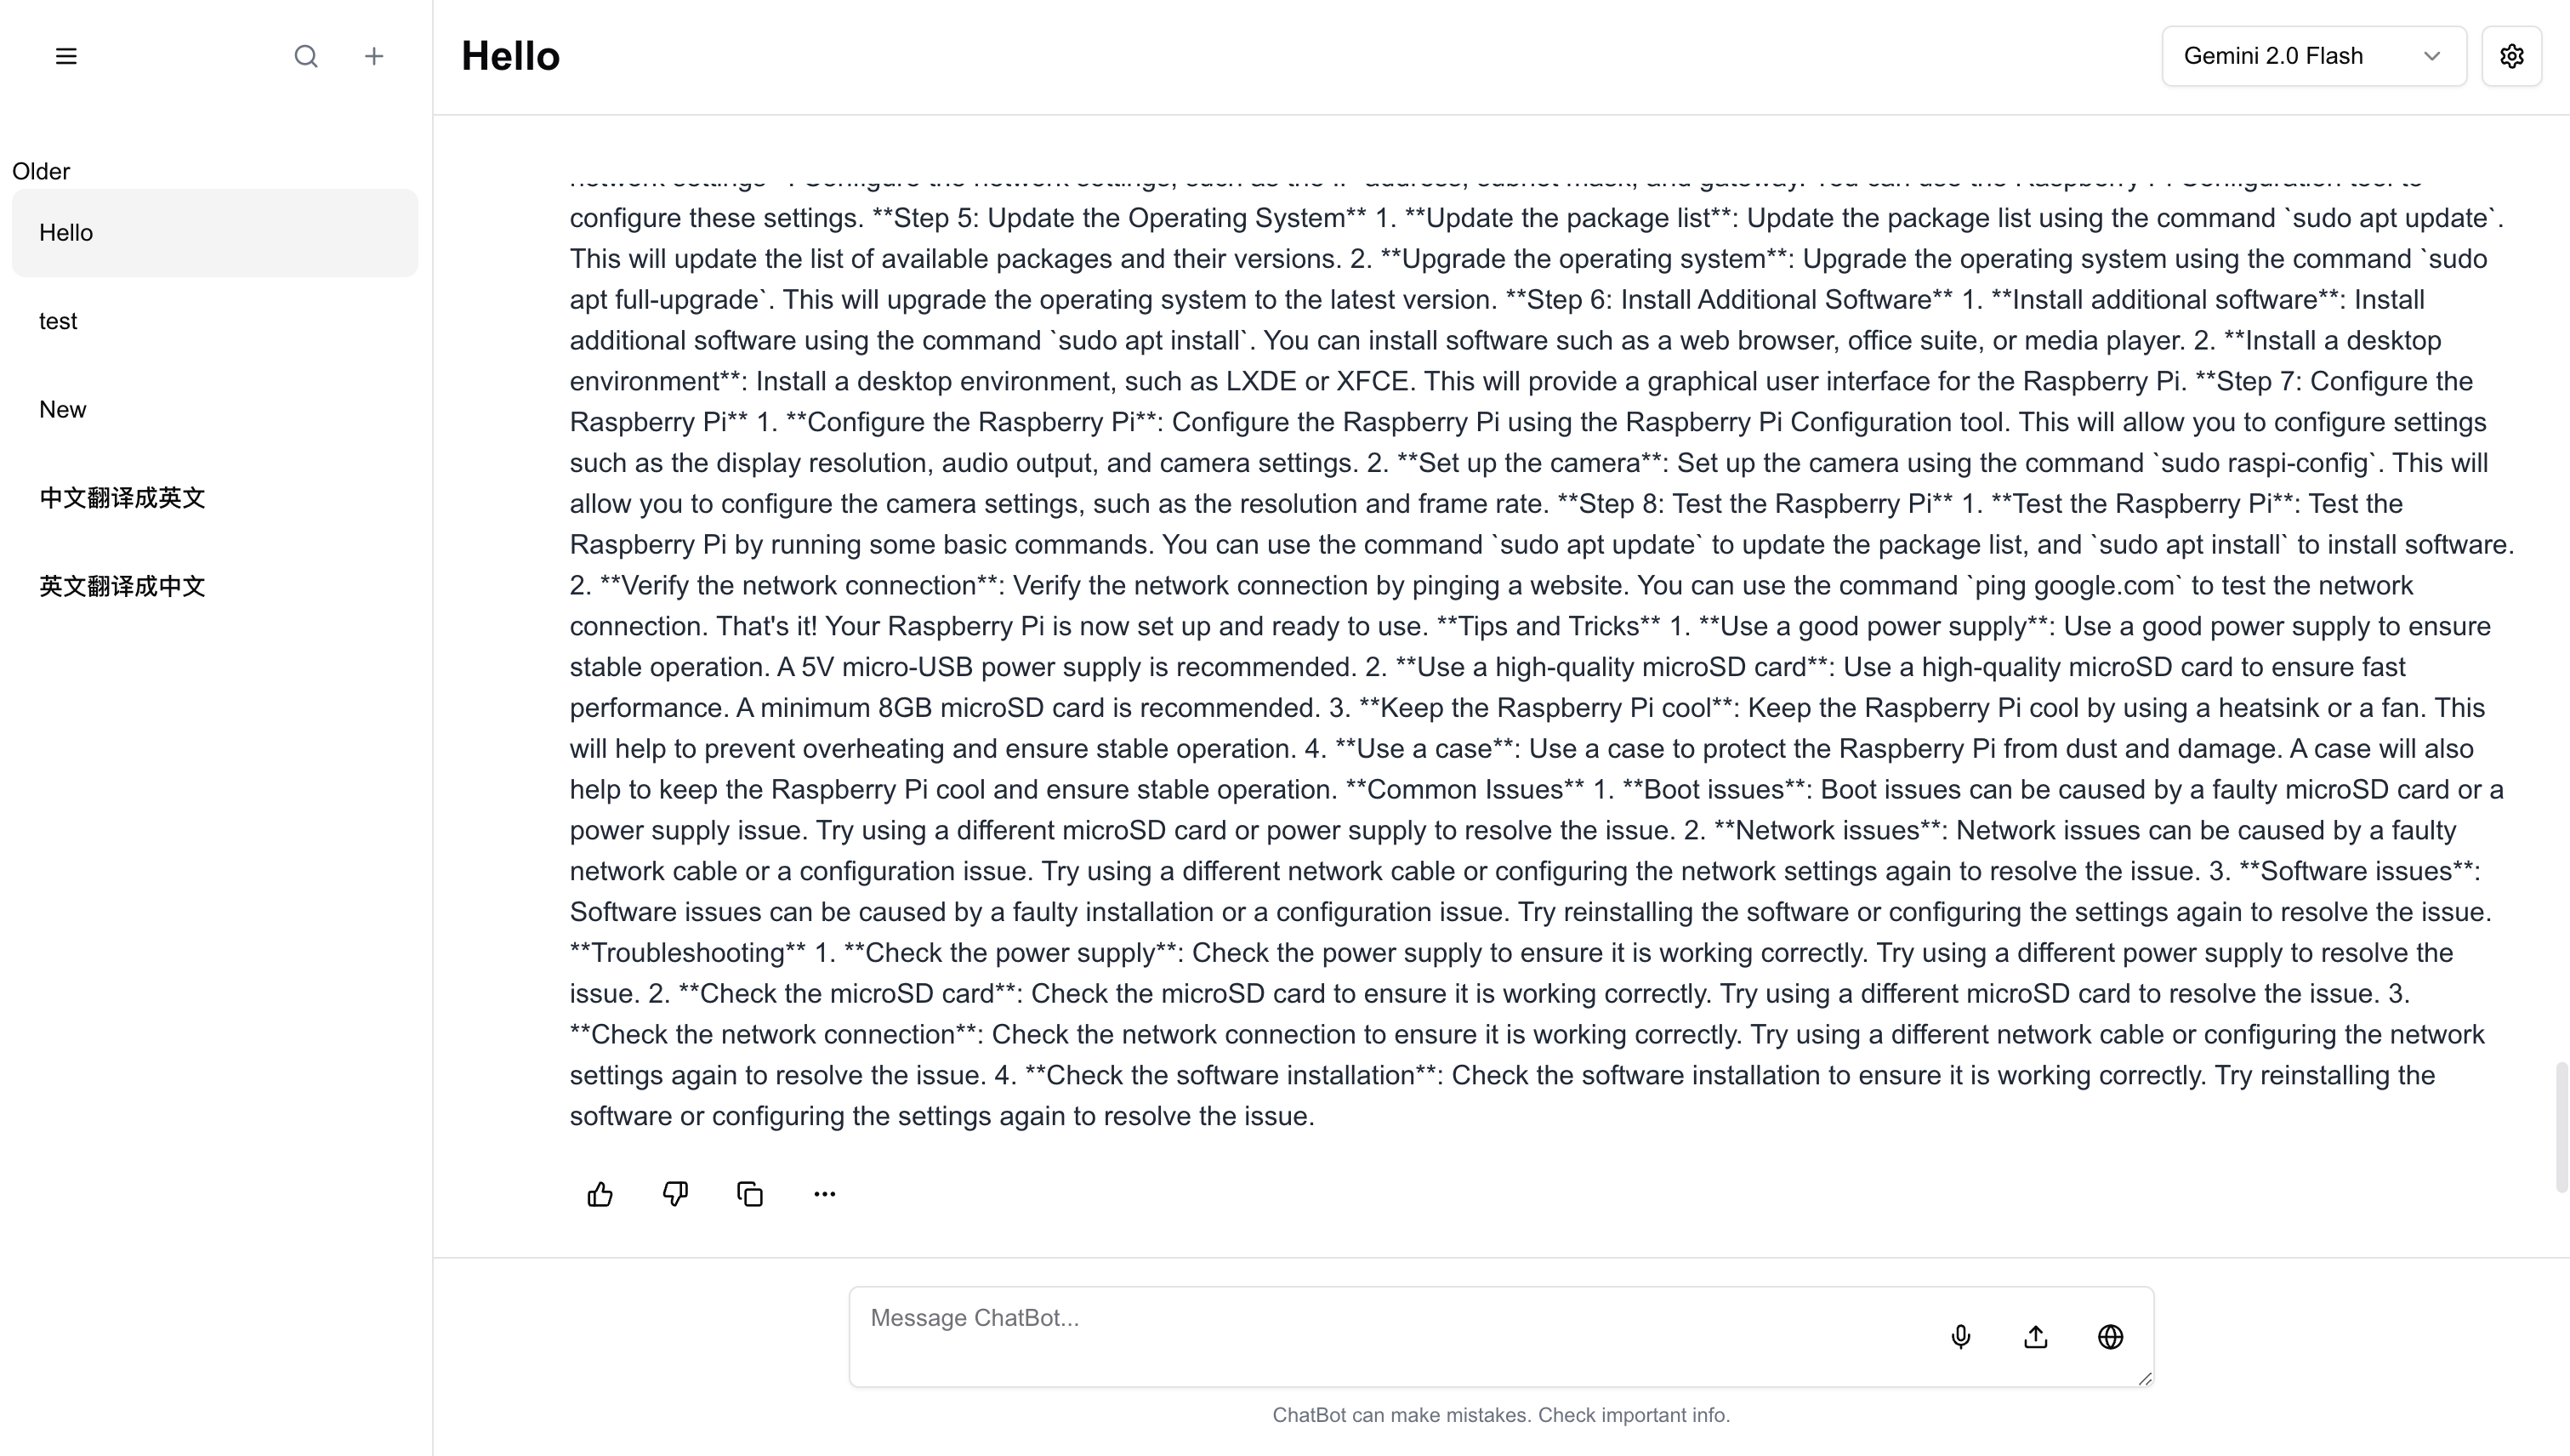 Hello
Gemini 2.0 Flash
Older
Hello
test
New
中文翻译成英文
英文翻译成中文
network settings**: Configure the network settings, such as the IP address, subnet mask, and gateway. You can use the Raspberry Pi Configuration tool to
configure these settings. **Step 5: Update the Operating System** 1. **Update the package list**: Update the package list using the command `sudo apt update`.
This will update the list of available packages and their versions. 2. **Upgrade the operating system**: Upgrade the operating system using the command `sudo
apt full-upgrade`. This will upgrade the operating system to the latest version. **Step 6: Install Additional Software** 1. **Install additional software**: Install
additional software using the command `sudo apt install`. You can install software such as a web browser, office suite, or media player. 2. **Install a desktop
environment**: Install a desktop environment, such as LXDE or XFCE. This will provide a graphical user interface for the Raspberry Pi. **Step 7: Configure the
Raspberry Pi** 1. **Configure the Raspberry Pi**: Configure the Raspberry Pi using the Raspberry Pi Configuration tool. This will allow you to configure settings
such as the display resolution, audio output, and camera settings. 2. **Set up the camera**: Set up the camera using the command `sudo raspi-config`. This will
allow you to configure the camera settings, such as the resolution and frame rate. **Step 8: Test the Raspberry Pi** 1. **Test the Raspberry Pi**: Test the
Raspberry Pi by running some basic commands. You can use the command `sudo apt update` to update the package list, and `sudo apt install` to install software.
2. **Verify the network connection**: Verify the network connection by pinging a website. You can use the command `ping google.com` to test the network
connection. That's it! Your Raspberry Pi is now set up and ready to use. **Tips and Tricks** 1. **Use a good power supply**: Use a good power supply to ensure
stable operation. A 5V micro-USB power supply is recommended. 2. **Use a high-quality microSD card**: Use a high-quality microSD card to ensure fast
performance. A minimum 8GB microSD card is recommended. 3. **Keep the Raspberry Pi cool**: Keep the Raspberry Pi cool by using a heatsink or a fan. This
will help to prevent overheating and ensure stable operation. 4. **Use a case**: Use a case to protect the Raspberry Pi from dust and damage. A case will also
help to keep the Raspberry Pi cool and ensure stable operation. **Common Issues** 1. **Boot issues**: Boot issues can be caused by a faulty microSD card or a
power supply issue. Try using a different microSD card or power supply to resolve the issue. 2. **Network issues**: Network issues can be caused by a faulty
network cable or a configuration issue. Try using a different network cable or configuring the network settings again to resolve the issue. 3. **Software issues**:
Software issues can be caused by a faulty installation or a configuration issue. Try reinstalling the software or configuring the settings again to resolve the issue.
**Troubleshooting** 1. **Check the power supply**: Check the power supply to ensure it is working correctly. Try using a different power supply to resolve the
issue. 2. **Check the microSD card**: Check the microSD card to ensure it is working correctly. Try using a different microSD card to resolve the issue. 3.
**Check the network connection**: Check the network connection to ensure it is working correctly. Try using a different network cable or configuring the network
settings again to resolve the issue. 4. **Check the software installation**: Check the software installation to ensure it is working correctly. Try reinstalling the
software or configuring the settings again to resolve the issue.
Message ChatBot...
ChatBot can make mistakes. Check important info.